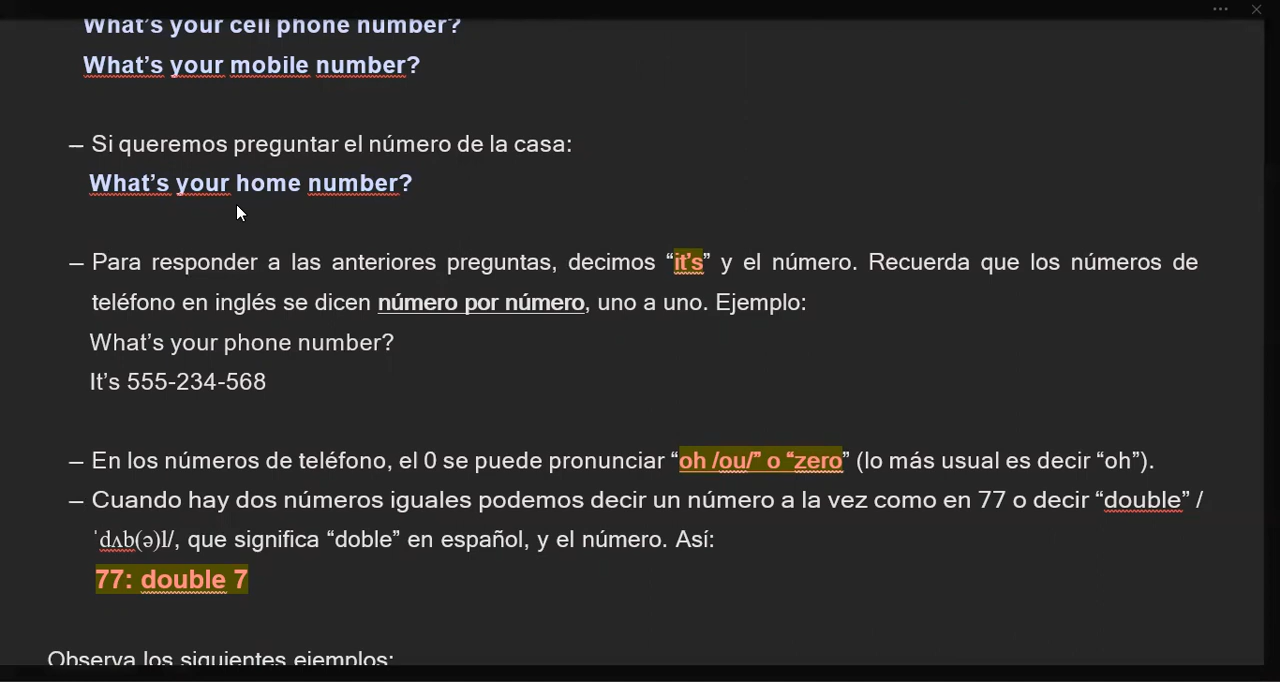 What’s your cell phone number?
What’s your mobile number?
– Si queremos preguntar el número de la casa:
What’s your home number?
– Para responder a las anteriores preguntas, decimos “it’s” y el número. Recuerda que los números de
teléfono en inglés se dicen número por número, uno a uno. Ejemplo:
What’s your phone number?
It’s 555-234-568
– En los números de teléfono, el 0 se puede pronunciar “oh /ou/” o “zero” (lo más usual es decir “oh”).
– Cuando hay dos números iguales podemos decir un número a la vez como en 77 o decir “double” /
ˈdʌb(ə)l/, que significa “doble” en español, y el número. Así:
77: double 7
Observa los siguientes ejemplos: